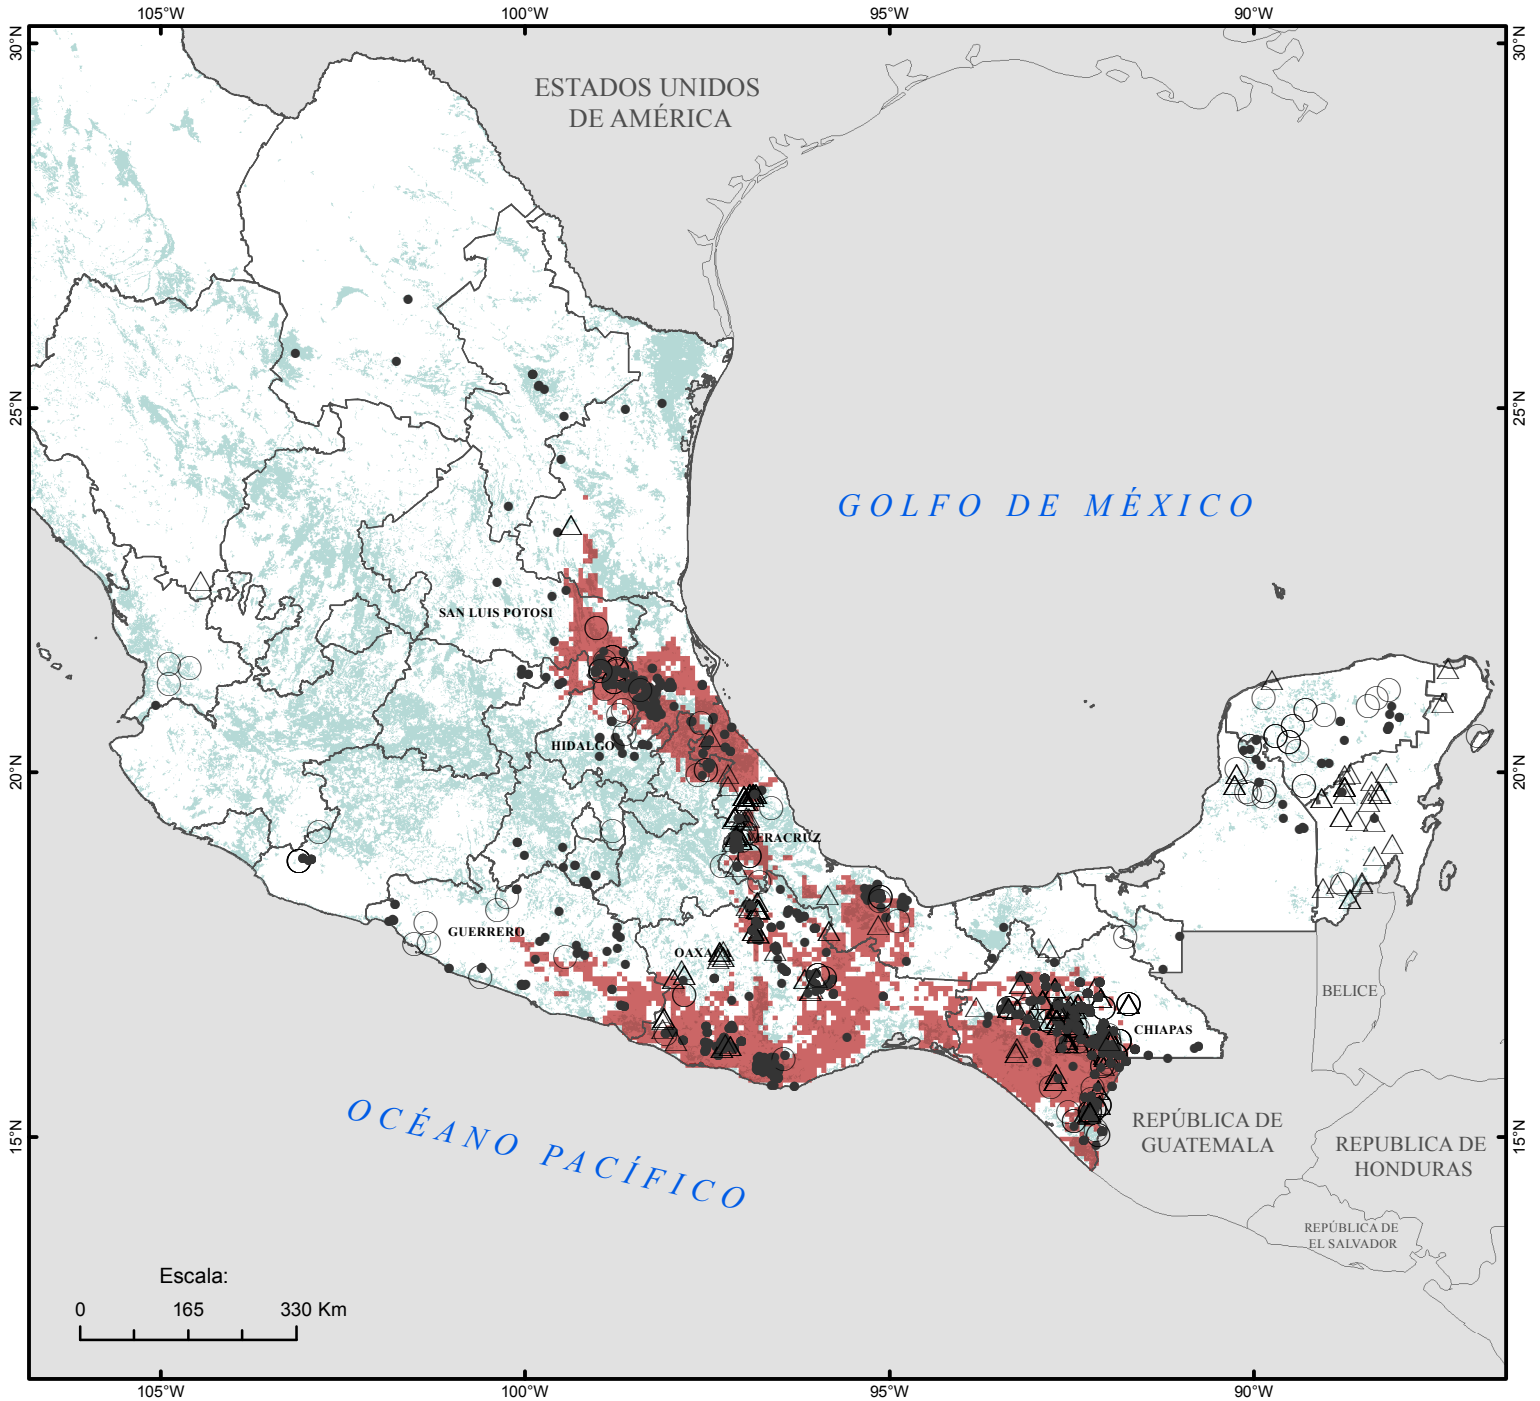 105°W 100°W 95°W 90°W
30°N 30°N
ESTADOS UNIDOS
DE AMÉRICA
25°N 25°N
GOLFO DE MÉXICO
SAN LUIS POTOSI
HIDALGO
20°N 20°N
VERACRUZ
GUERRERO
OAXACA
BELICE
CHIAPAS
OCÉANO PACÍFICO
REPÚBLICA DE
GUATEMALA
15°N 15°N
REPUBLICA DE
HONDURAS
REPÚBLICA DE
EL SALVADOR
Escala:
0 165 330 Km
105°W 100°W 95°W 90°W